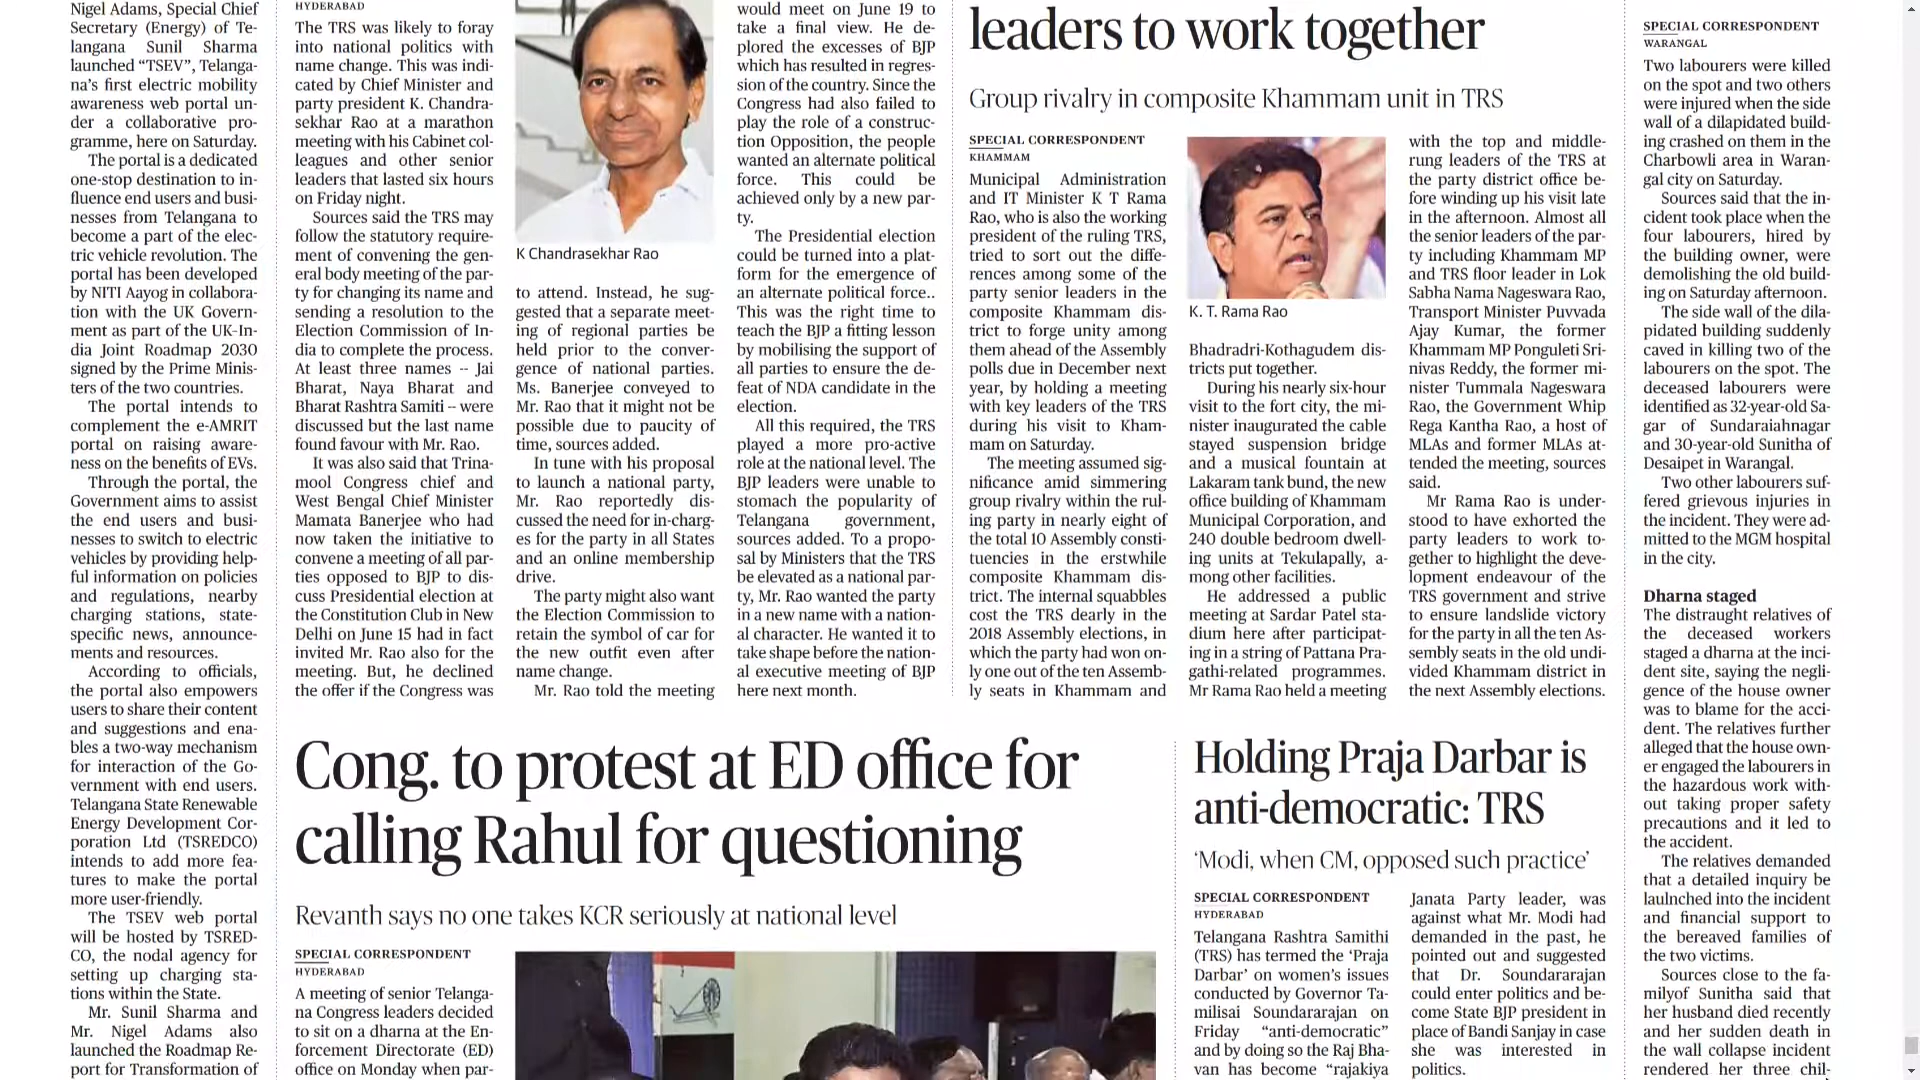 Nigel Adams, Special Chief
Secretary (Energy) of Te-
langana Sunil Sharma
launched “TSEV”, Telanga-
na’s first electric mobility
awareness web portal un-
der a collaborative pro-
gramme, here on Saturday.
The portal is a dedicated
one-stop destination to in-
fluence end users and busi-
nesses from Telangana to
become a part of the elec-
tric vehicle revolution. The
portal has been developed
by NITI Aayog in collabora-
tion with the UK Govern-
ment as part of the UK-In-
dia Joint Roadmap 2030
signed by the Prime Minis-
ters of the two countries.
The portal intends to
complement the e-AMRIT
portal on raising aware-
ness on the benefits of EVs.
Through the portal, the
Government aims to assist
the end users and busi-
nesses to switch to electric
vehicles by providing help-
ful information on policies
and regulations, nearby
charging stations, state-
specific news, announce-
ments and resources.
According to officials,
the portal also empowers
users to share their content
and suggestions and ena-
bles a two-way mechanism
for interaction of the Go-
vernment with end users.
Telangana State Renewable
Energy Development Cor-
poration Ltd (TSREDCO)
intends to add more fea-
tures to make the portal
more user-friendly.
The TSEV web portal
will be hosted by TSRED-
CO, the nodal agency for
setting up charging sta-
tions within the State.
Mr. Sunil Sharma and
Mr. Nigel Adams also
launched the Roadmap Re-
port for Transformation of
HYDERABAD
The TRS was likely to foray
into national politics with
name change. This was indi-
cated by Chief Minister and
party president K. Chandra-
sekhar Rao at a marathon
meeting with his Cabinet col-
leagues and other senior
leaders that lasted six hours
on Friday night.
Sources said the TRS may
follow the statutory require-
ment of convening the gen-
eral body meeting of the par-
ty for changing its name and
sending a resolution to the
Election Commission of In-
dia to complete the process.
At least three names -- Jai
Bharat, Naya Bharat and
Bharat Rashtra Samiti -- were
discussed but the last name
found favour with Mr. Rao.
It was also said that Trina-
mool Congress chief and
West Bengal Chief Minister
Mamata Banerjee who had
now taken the initiative to
convene a meeting of all par-
ties opposed to BJP to dis-
cuss Presidential election at
the Constitution Club in New
Delhi on June 15 had in fact
invited Mr. Rao also for the
meeting. But, he declined
the offer if the Congress was
K Chandrasekhar Rao
to attend. Instead, he sug-
gested that a separate meet-
ing of regional parties be
held prior to the conver-
gence of national parties.
Ms. Banerjee conveyed to
Mr. Rao that it might not be
possible due to paucity of
time, sources added.
In tune with his proposal
to launch a national party,
Mr. Rao reportedly dis-
cussed the need for in-charg-
es for the party in all States
and an online membership
drive.
The party might also want
the Election Commission to
retain the symbol of car for
the new outfit even after
name change.
Mr. Rao told the meeting
would meet on June 19 to
take a final view. He de-
plored the excesses of BJP
which has resulted in regres-
sion of the country. Since the
Congress had also failed to
play the role of a construc-
tion Opposition, the people
wanted an alternate political
force. This could be
achieved only by a new par-
ty.
The Presidential election
could be turned into a plat-
form for the emergence of
an alternate political force..
This was the right time to
teach the BJP a fitting lesson
by mobilising the support of
all parties to ensure the de-
feat of NDA candidate in the
election.
All this required, the TRS
played a more pro-active
role at the national level. The
BJP leaders were unable to
stomach the popularity of
Telangana government,
sources added. To a propo-
sal by Ministers that the TRS
be elevated as a national par-
ty, Mr. Rao wanted the party
in a new name with a nation-
al character. He wanted it to
take shape before the nation-
al executive meeting of BJP
here next month.
leaders to work together
Group rivalry in composite Khammam unit in TRS
SPECIAL CORRESPONDENT
KHAMMAM
Municipal Administration
and IT Minister K T Rama
Rao, who is also the working
president of the ruling TRS,
tried to sort out the diffe-
rences among some of the
party senior leaders in the
composite Khammam dis-
trict to forge unity among
them ahead of the Assembly
polls due in December next
year, by holding a meeting
with key leaders of the TRS
during his visit to Kham-
mam on Saturday.
The meeting assumed sig-
nificance amid simmering
group rivalry within the rul-
ing party in nearly eight of
the total 10 Assembly consti-
tuencies in the erstwhile
composite Khammam dis-
trict. The internal squabbles
cost the TRS dearly in the
2018 Assembly elections, in
which the party had won on-
ly one out of the ten Assemb-
ly seats in Khammam and
K. T. Rama Rao
Bhadradri-Kothagudem dis-
tricts put together.
During his nearly six-hour
visit to the fort city, the mi-
nister inaugurated the cable
stayed suspension bridge
and a musical fountain at
Lakaram tank bund, the new
office building of Khammam
Municipal Corporation, and
240 double bedroom dwell-
ing units at Tekulapally, a-
mong other facilities.
He addressed a public
meeting at Sardar Patel sta-
dium here after participat-
ing in a string of Pattana Pra-
gathi-related programmes.
Mr Rama Rao held a meeting
with the top and middle-
rung leaders of the TRS at
the party district office be-
fore winding up his visit late
in the afternoon. Almost all
the senior leaders of the par-
ty including Khammam MP
and TRS floor leader in Lok
Sabha Nama Nageswara Rao,
Transport Minister Puvvada
Ajay Kumar, the former
Khammam MP Ponguleti Sri-
nivas Reddy, the former mi-
nister Tummala Nageswara
Rao, the Government Whip
Rega Kantha Rao, a host of
MLAs and former MLAs at-
tended the meeting, sources
said.
Mr Rama Rao is under-
stood to have exhorted the
party leaders to work to-
gether to highlight the deve-
lopment endeavour of the
TRS government and strive
to ensure landslide victory
for the party in all the ten As-
sembly seats in the old undi-
vided Khammam district in
the next Assembly elections.
SPECIAL CORRESPONDENT
WARANGAL
Two labourers were killed
on the spot and two others
were injured when the side
wall of a dilapidated build-
ing crashed on them in the
Charbowli area in Waran-
gal city on Saturday.
Sources said that the in-
cident took place when the
four labourers, hired by
the building owner, were
demolishing the old build-
ing on Saturday afternoon.
The side wall of the dila-
pidated building suddenly
caved in killing two of the
labourers on the spot. The
deceased labourers were
identified as 32-year-old Sa-
gar of Sundaraiahnagar
and 30-year-old Sunitha of
Desaipet in Warangal.
Two other labourers suf-
fered grievous injuries in
the incident. They were ad-
mitted to the MGM hospital
in the city.
Dharna staged
The distraught relatives of
the deceased workers
staged a dharna at the inci-
dent site, saying the negli-
gence of the house owner
was to blame for the acci-
dent. The relatives further
alleged that the house own-
er engaged the labourers in
the hazardous work with-
out taking proper safety
precautions and it led to
the accident.
The relatives demanded
that a detailed inquiry be
laulnched into the incident
and financial support to
the bereaved families of
the two victims.
Sources close to the fa-
milyof Sunitha said that
her husband died recently
and her sudden death in
the wall collapse incident
rendered her three chil-
Cong. to protest at ED office for
calling Rahul for questioning
Revanth says no one takes KCR seriously at national level
SPECIAL CORRESPONDENT
HYDERABAD
A meeting of senior Telanga-
na Congress leaders decided
to sit on a dharna at the En-
forcement Directorate (ED)
office on Monday when par-
Holding Praja Darbar is
anti-democratic: TRS
‘Modi, when CM, opposed such practice’
SPECIAL CORRESPONDENT
HYDERABAD
Telangana Rashtra Samithi
(TRS) has termed the ‘Praja
Darbar’ on women’s issues
conducted by Governor Ta-
milisai Soundararajan on
Friday “anti-democratic”
and by doing so the Raj Bha-
van has become “rajakiya
Janata Party leader, was
against what Mr. Modi had
demanded in the past, he
pointed out and suggested
that Dr. Soundararajan
could enter politics and be-
come State BJP president in
place of Bandi Sanjay in case
she was interested in
politics.